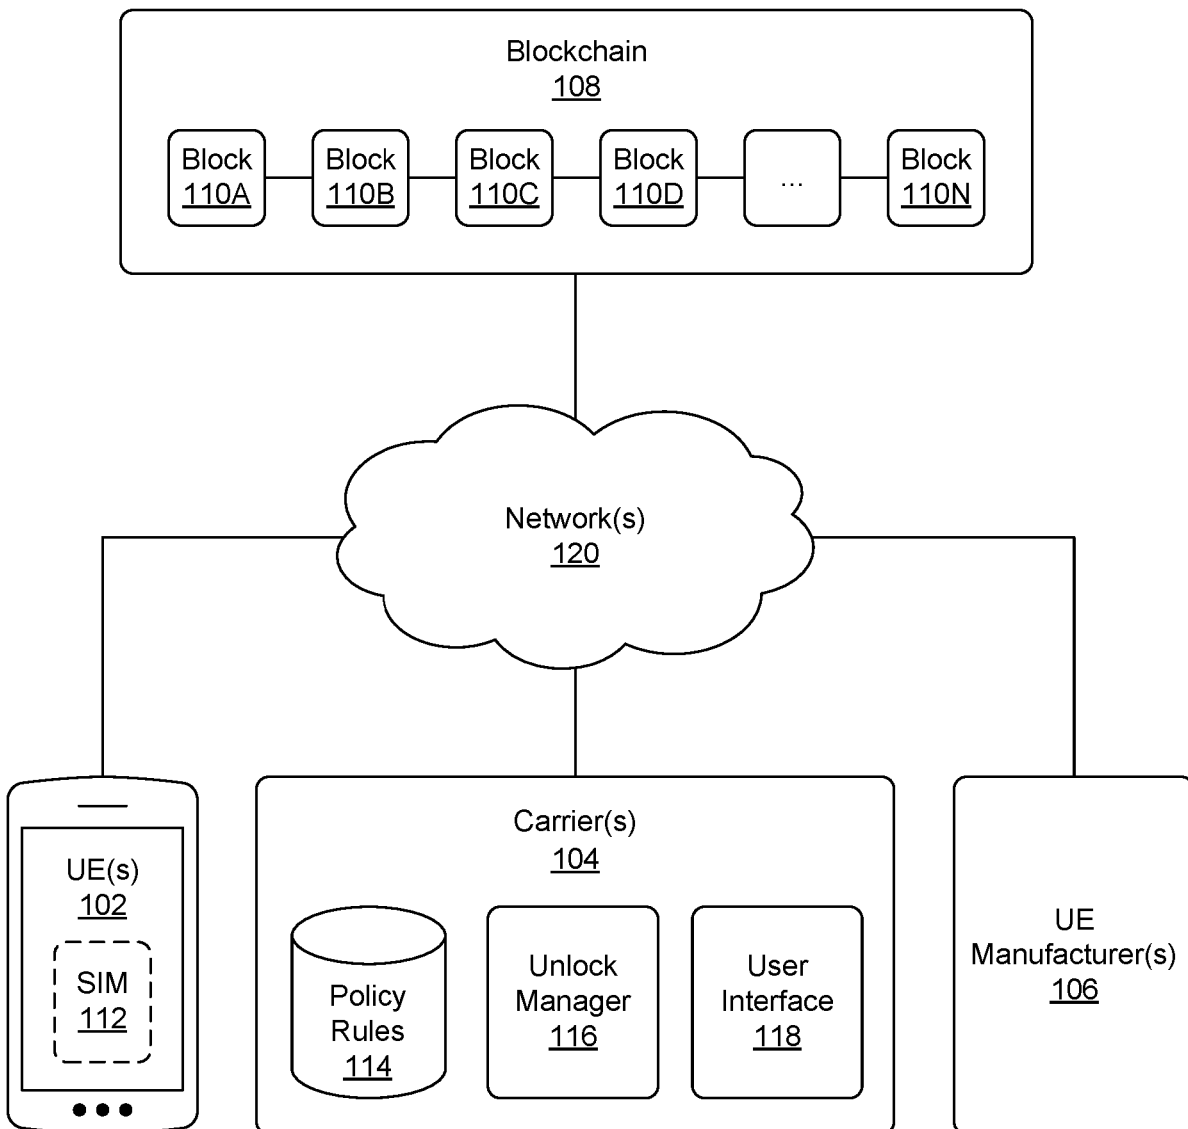 Blockchain
108
Block
110A
Block
110B
Block
110C
Block
110D
...
Block
110N
Network(s)
120
UE(s)
102
SIM
112
Carrier(s)
104
Policy
Rules
114
Unlock
Manager
116
User
Interface
118
UE
Manufacturer(s)
106